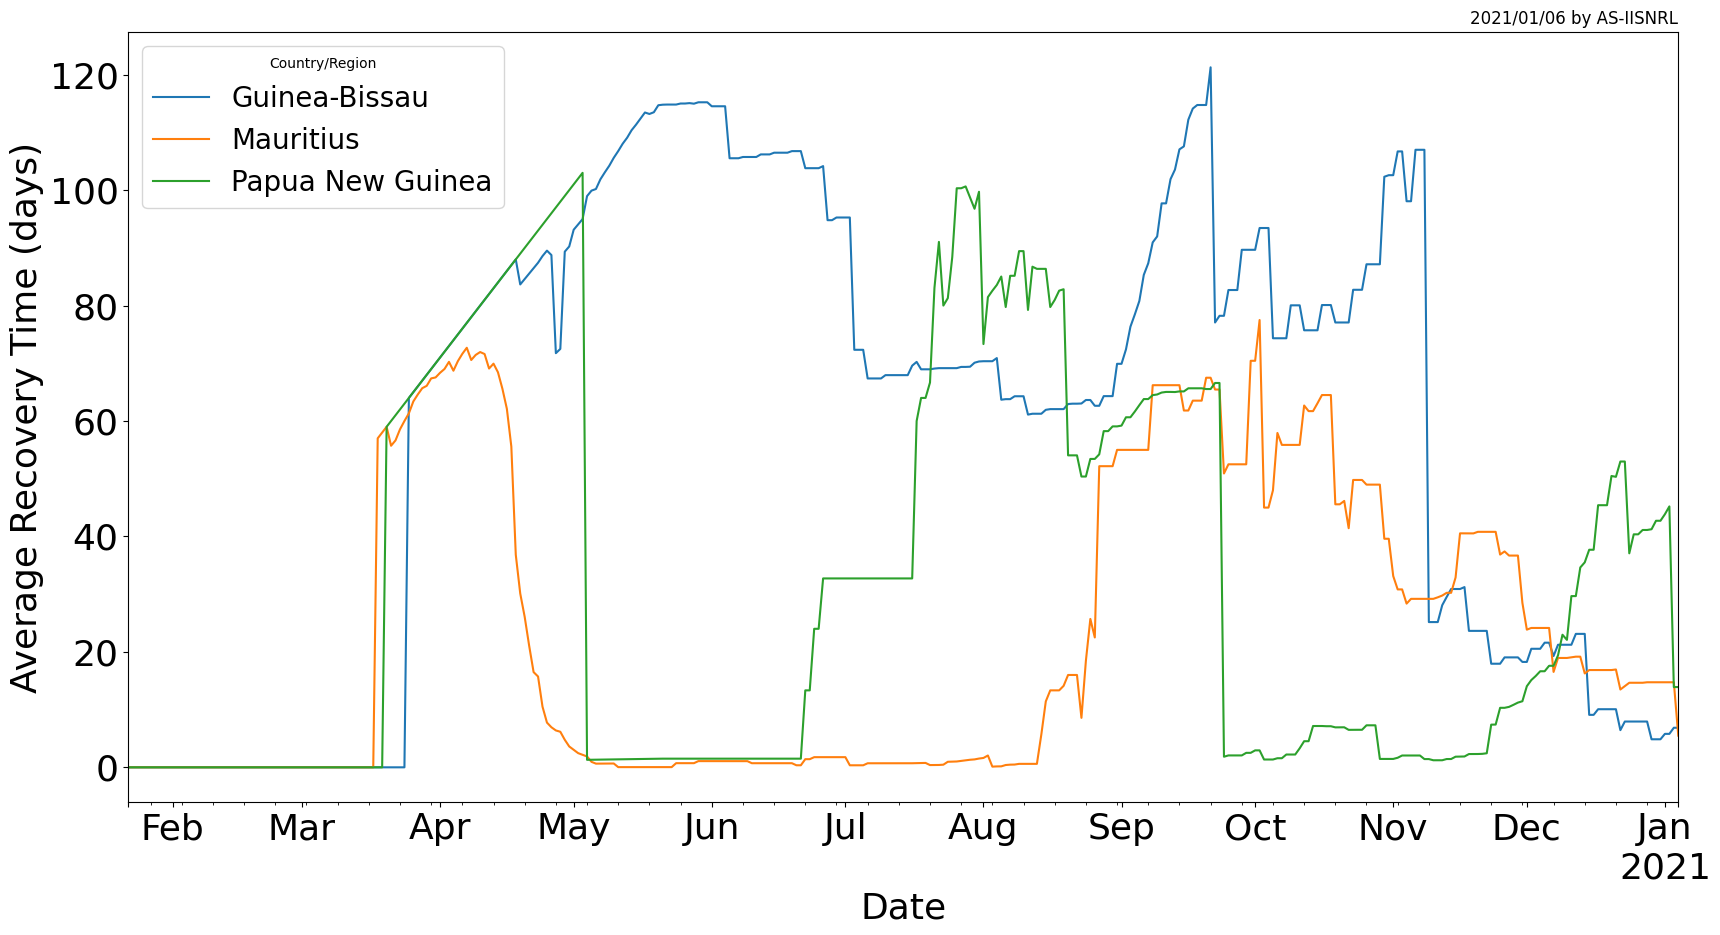 2021/01/06 by AS-IISNRL
Country/Region
Guinea-Bissau
Mauritius
Papua New Guinea
Average Recovery Time (days)
120
100
80
60
40
20
0
Feb Mar Apr May Jun Jul Aug Sep Oct Nov Dec Jan
2021
Date